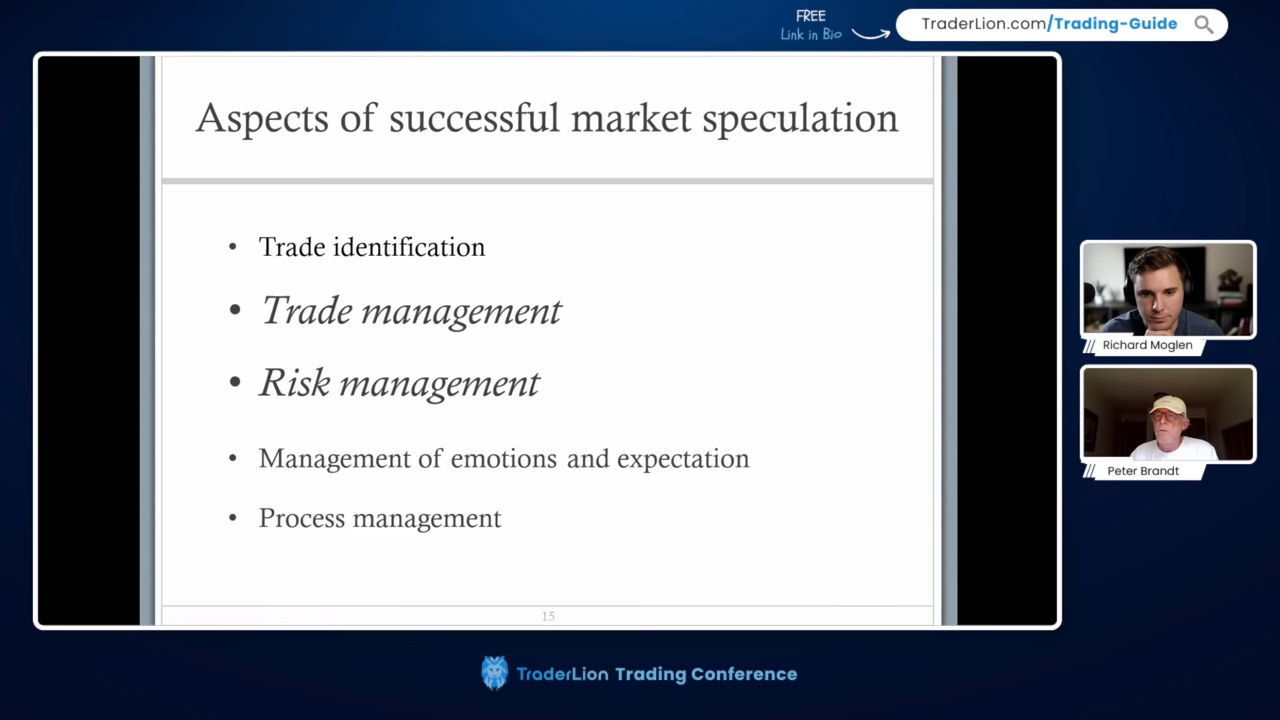 FREE
Link in Bio
TraderLion.com/Trading-Guide
Aspects of successful market speculation
• Trade identification
• Trade management
• Risk management
• Management of emotions and expectation
• Process management
15
Richard Moglen
Peter Brandt
TraderLion Trading Conference